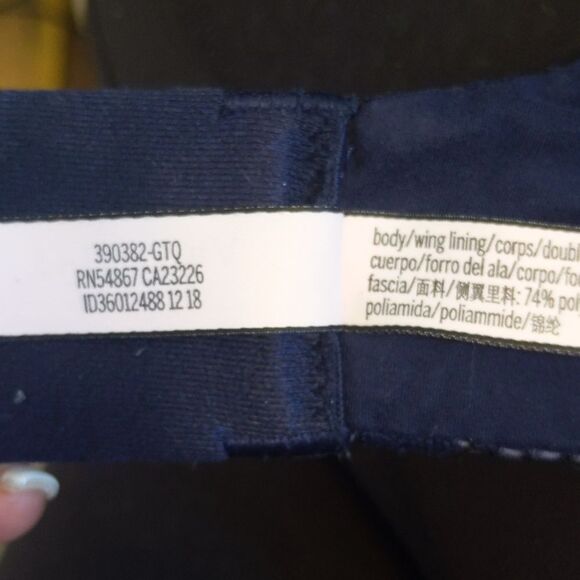 390382-GTQ
RN54867 CA23226
ID36012488 12 18
body/wing lining/corps/double
cuerpo/forro del ala/corpo/fo
fascia/面料/侧翼里料: 74% pol
poliamida/poliammide/锦纶